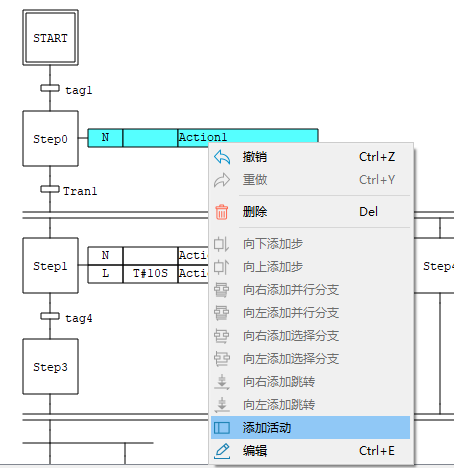 START
tag1
Step0 N Action1
Tran1
Step1 N Actio
L T#10S Actio
Step4
tag4
Step3
撤销 Ctrl+Z
重做 Ctrl+Y
删除 Del
向下添加步
向上添加步
向右添加并行分支
向左添加并行分支
向右添加选择分支
向左添加选择分支
向右添加跳转
向左添加跳转
添加活动
编辑 Ctrl+E